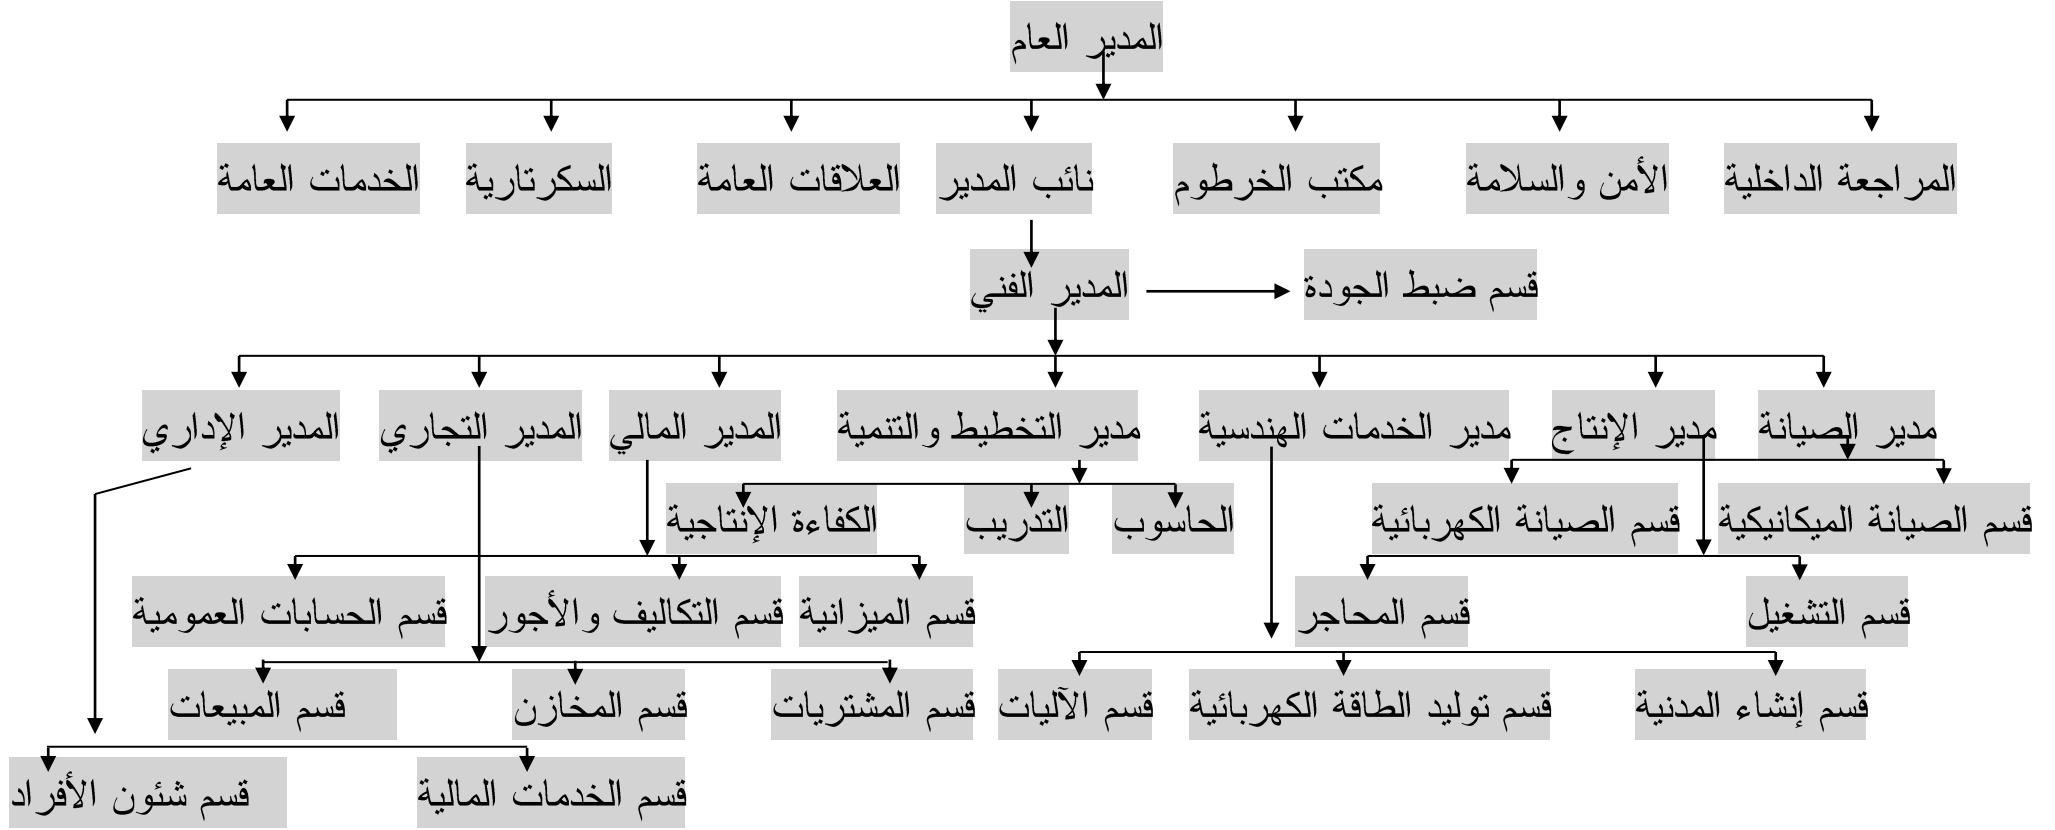 المدير العام
المراجعة الداخلية
الأمن والسلامة
مكتب الخرطوم
نائب المدير
العلاقات العامة
السكرتارية
الخدمات العامة
المدير الفني
قسم ضبط الجودة
مدير الصيانة
مدير الإنتاج
مدير الخدمات الهندسية
مدير التخطيط والتنمية
المدير المالي
المدير التجاري
المدير الإداري
قسم الصيانة الميكانيكية
قسم الصيانة الكهربائية
الحاسوب
التدريب
الكفاءة الإنتاجية
قسم التشغيل
قسم المحاجر
قسم الميزانية
قسم التكاليف والأجور
قسم الحسابات العمومية
قسم إنشاء المدنية
قسم توليد الطاقة الكهربائية
قسم الآليات
قسم المشتريات
قسم المخازن
قسم المبيعات
قسم الخدمات المالية
قسم شئون الأفراد